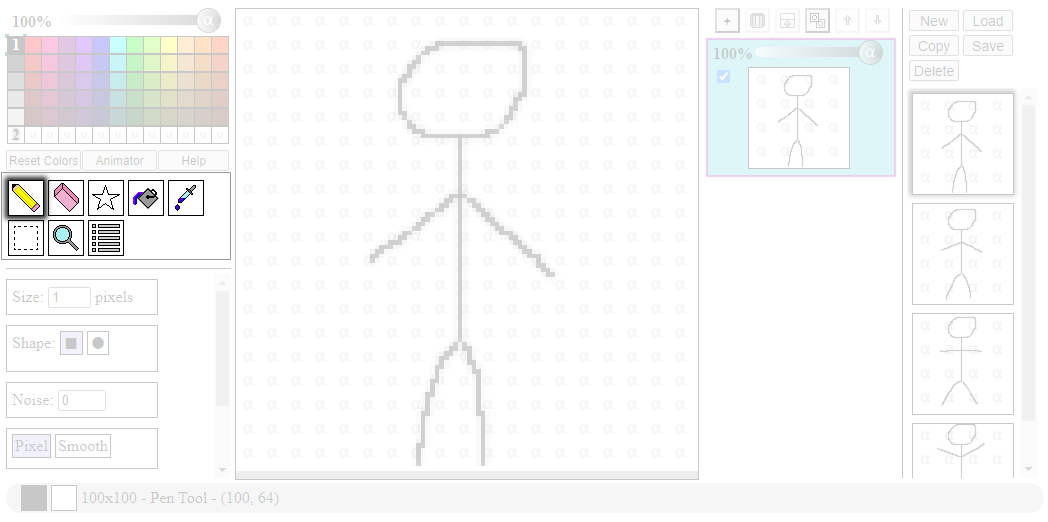 100% α
1
2 α α α α α α α α α α α α
Reset Colors Animator Help
Size: 1 pixels
Shape:
Noise: 0
Pixel Smooth
+
100% α
New Load
Copy Save
Delete
100x100 - Pen Tool - (100, 64)